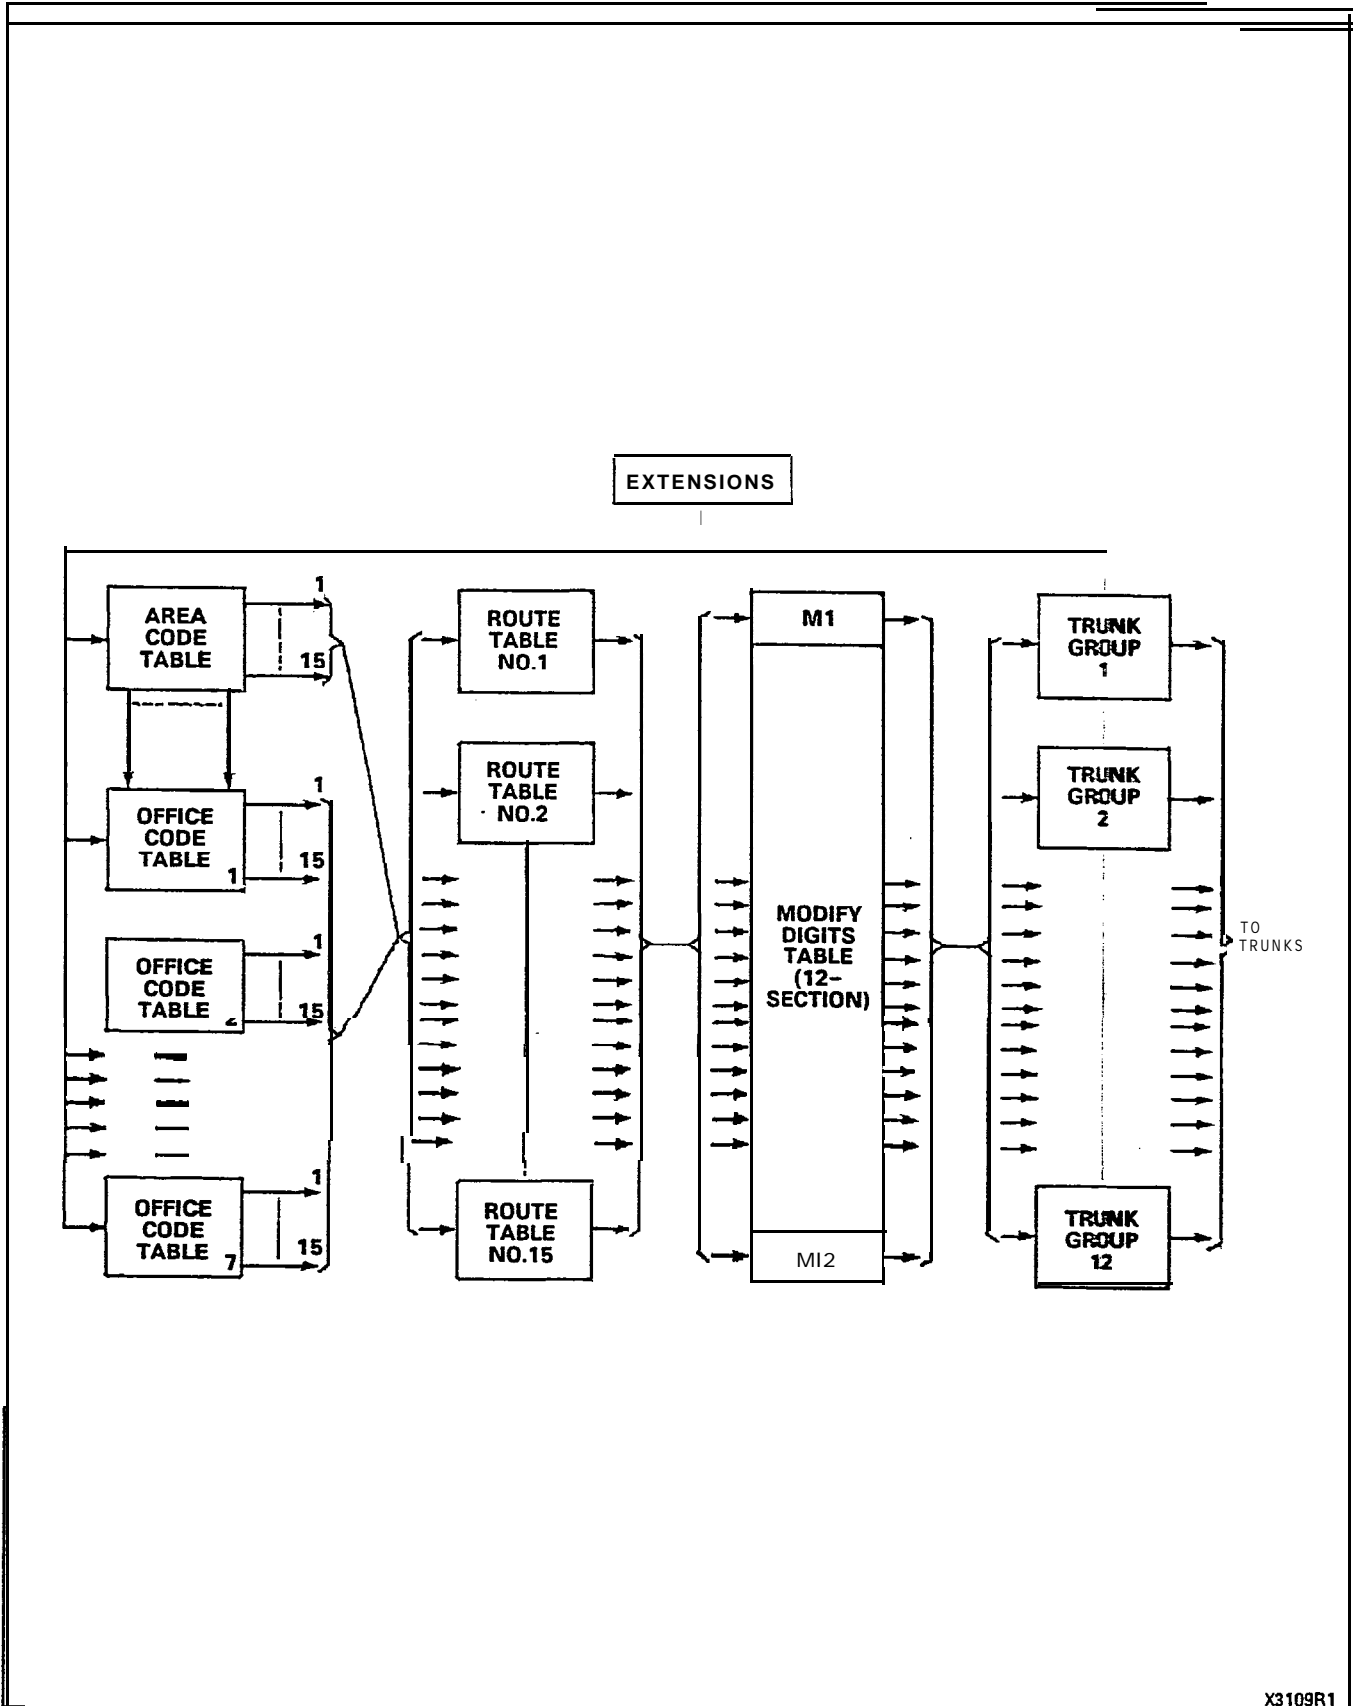 EXTENSIONS
AREA
CODE
TABLE
1
15
OFFICE
CODE
TABLE
1
1
15
OFFICE
CODE
TABLE
2
1
15
OFFICE
CODE
TABLE
7
1
15
ROUTE
TABLE
NO.1
ROUTE
TABLE
NO.2
ROUTE
TABLE
NO.15
M1
MODIFY
DIGITS
TABLE
(12-
SECTION)
MI2
TRUNK
GROUP
1
TRUNK
GROUP
2
TRUNK
GROUP
12
TO
TRUNKS
X3109R1